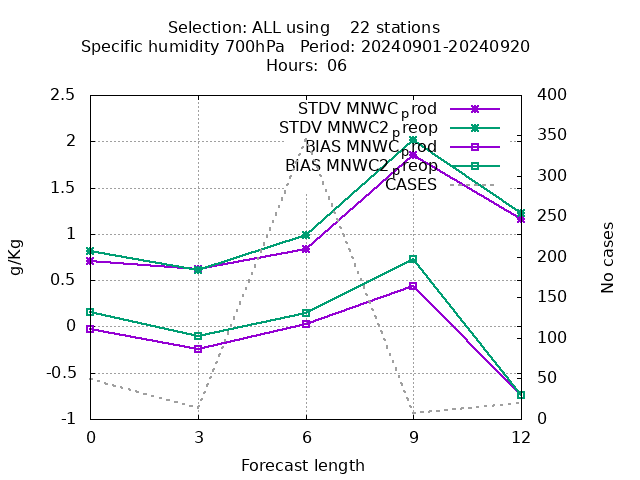 Selection: ALL using    22 stations
Specific humidity 700hPa   Period: 20240901-20240920
Hours: 06
2.5
2
1.5
1
0.5
0
-0.5
-1
400
350
300
250
200
150
100
50
0
STDV MNWC_prod
STDV MNWC2_preop
BIAS MNWC_prod
BIAS MNWC2_preop
CASES
g/Kg
No cases
0 3 6 9 12
Forecast length